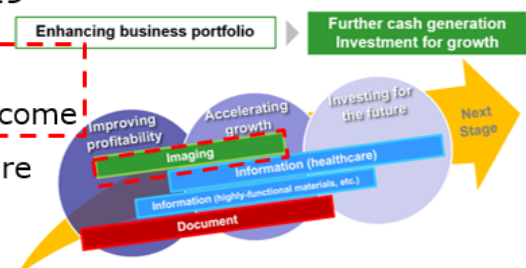 Enhancing business portfolio
Further cash generation
Investment for growth
come
re
Improving
profitability
Accelerating
growth
Investing for
the future
Next
Stage
Imaging
Information (healthcare)
Information (highly-functional materials, etc.)
Document